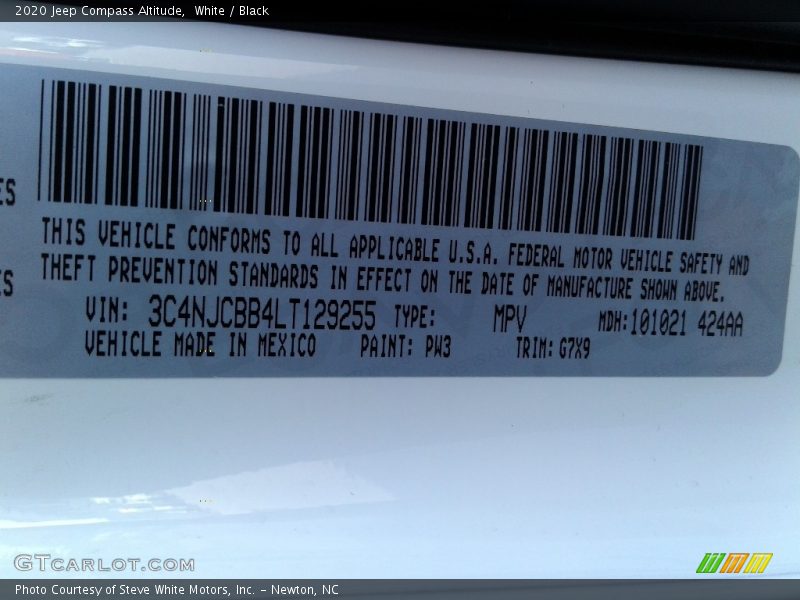 2020 Jeep Compass Altitude, White / Black
ES
THIS VEHICLE CONFORMS TO ALL APPLICABLE U.S.A. FEDERAL MOTOR VEHICLE SAFETY AND
ES
THEFT PREVENTION STANDARDS IN EFFECT ON THE DATE OF MANUFACTURE SHOWN ABOVE.
VIN: 3C4NJCBB4LT129255 TYPE: MPV MDH:101021 424AA
VEHICLE MADE IN MEXICO PAINT: PW3 TRIM: G7X9
GTCARLOT.COM
Photo Courtesy of Steve White Motors, Inc. – Newton, NC